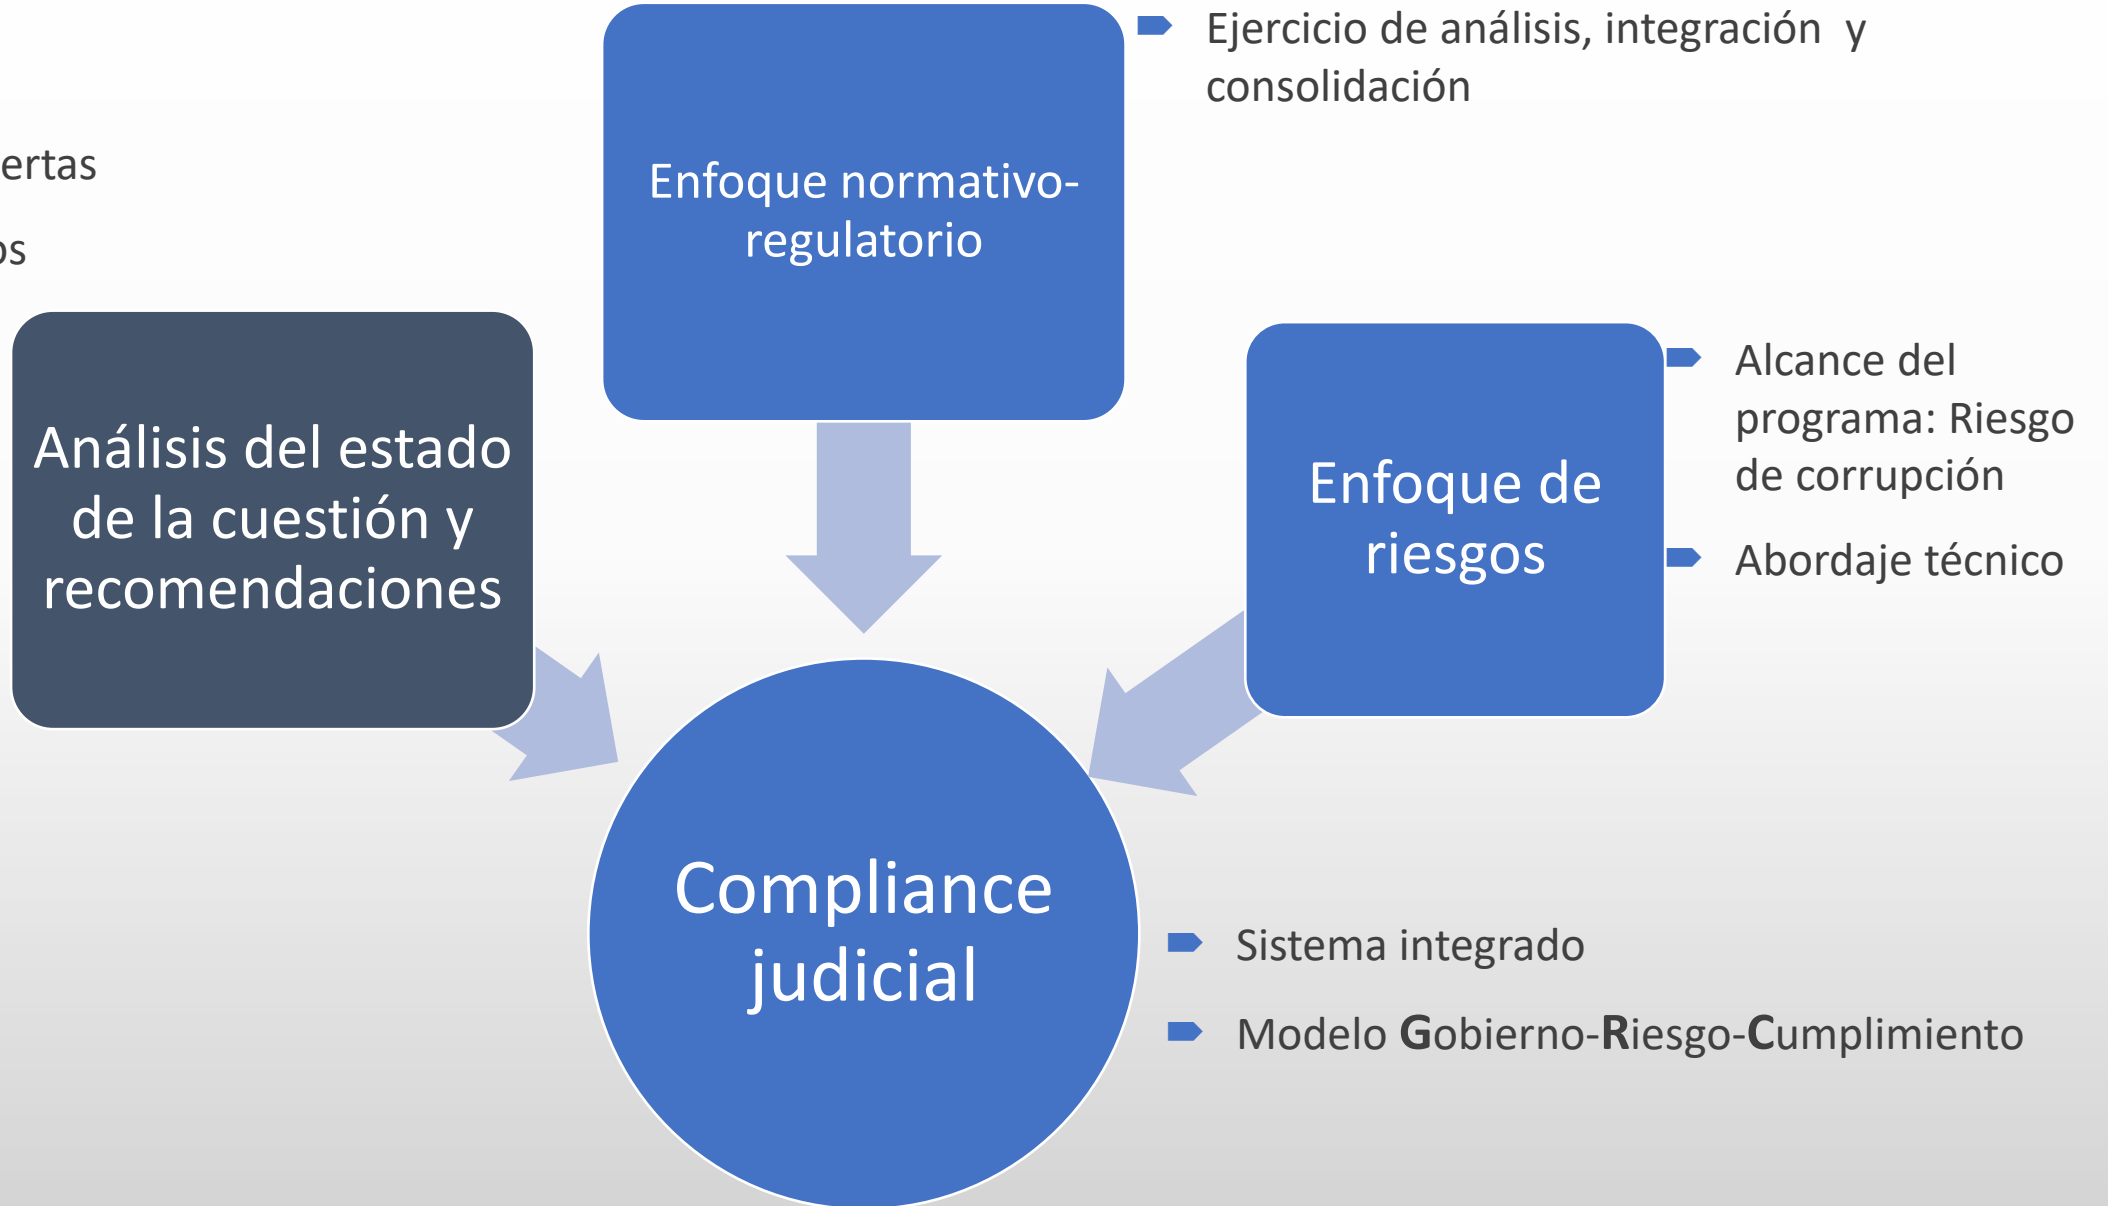 Ejercicio de análisis, integración y
consolidación
Enfoque normativo-
regulatorio
Análisis del estado
de la cuestión y
recomendaciones
Enfoque de
riesgos
Alcance del
programa: Riesgo
de corrupción
Abordaje técnico
Compliance
judicial
Sistema integrado
Modelo Gobierno-Riesgo-Cumplimiento